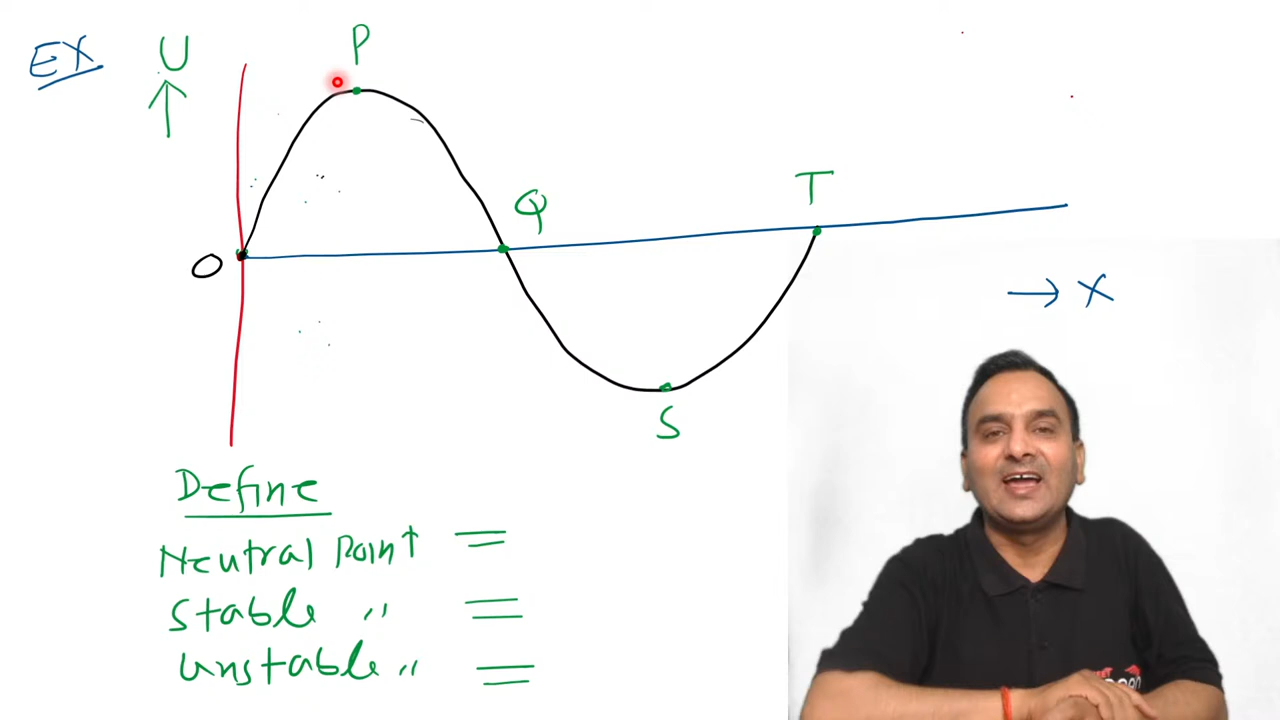 EX U P
Q T
O
→ X
S
Define
Neutral Point =
Stable " =
unstable " =